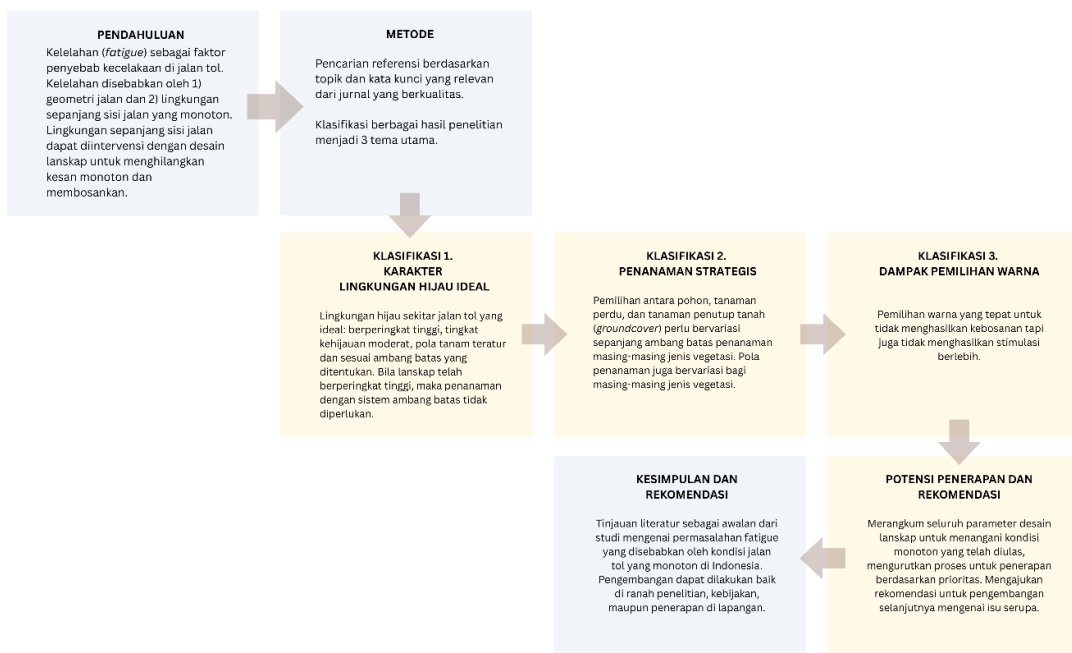 PENDAHULUAN
Kelelahan (fatigue) sebagai faktor
penyebab kecelakaan di jalan tol.
Kelelahan disebabkan oleh 1)
geometri jalan dan 2) lingkungan
sepanjang sisi jalan yang monoton.
Lingkungan sepanjang sisi jalan
dapat diintervensi dengan desain
lanskap untuk menghilangkan
kesan monoton dan
membosankan.
METODE
Pencarian referensi berdasarkan
topik dan kata kunci yang relevan
dari jurnal yang berkualitas.
Klasifikasi berbagai hasil penelitian
menjadi 3 tema utama.
KLASIFIKASI 1.
KARAKTER
LINGKUNGAN HIJAU IDEAL
Lingkungan hijau sekitar jalan tol yang
ideal: berperingkat tinggi, tingkat
kehijauan moderat, pola tanam teratur
dan sesuai ambang batas yang
ditentukan. Bila lanskap telah
berperingkat tinggi, maka penanaman
dengan sistem ambang batas tidak
diperlukan.
KLASIFIKASI 2.
PENANAMAN STRATEGIS
Pemilihan antara pohon, tanaman
perdu, dan tanaman penutup tanah
(groundcover) perlu bervariasi
sepanjang ambang batas penanaman
masing-masing jenis vegetasi. Pola
penanaman juga bervariasi bagi
masing-masing jenis vegetasi.
KLASIFIKASI 3.
DAMPAK PEMILIHAN WARNA
Pemilihan warna yang tepat untuk
tidak menghasilkan kebosanan tapi
juga tidak menghasilkan stimulasi
berlebih.
POTENSI PENERAPAN DAN
REKOMENDASI
Merangkum seluruh parameter desain
lanskap untuk menangani kondisi
monoton yang telah diulas,
mengurutkan proses untuk penerapan
berdasarkan prioritas. Mengajukan
rekomendasi untuk pengembangan
selanjutnya mengenai isu serupa.
KESIMPULAN DAN
REKOMENDASI
Tinjauan literatur sebagai awalan dari
studi mengenai permasalahan fatigue
yang disebabkan oleh kondisi jalan
tol yang monoton di Indonesia.
Pengembangan dapat dilakukan baik
di ranah penelitian, kebijakan,
maupun penerapan di lapangan.